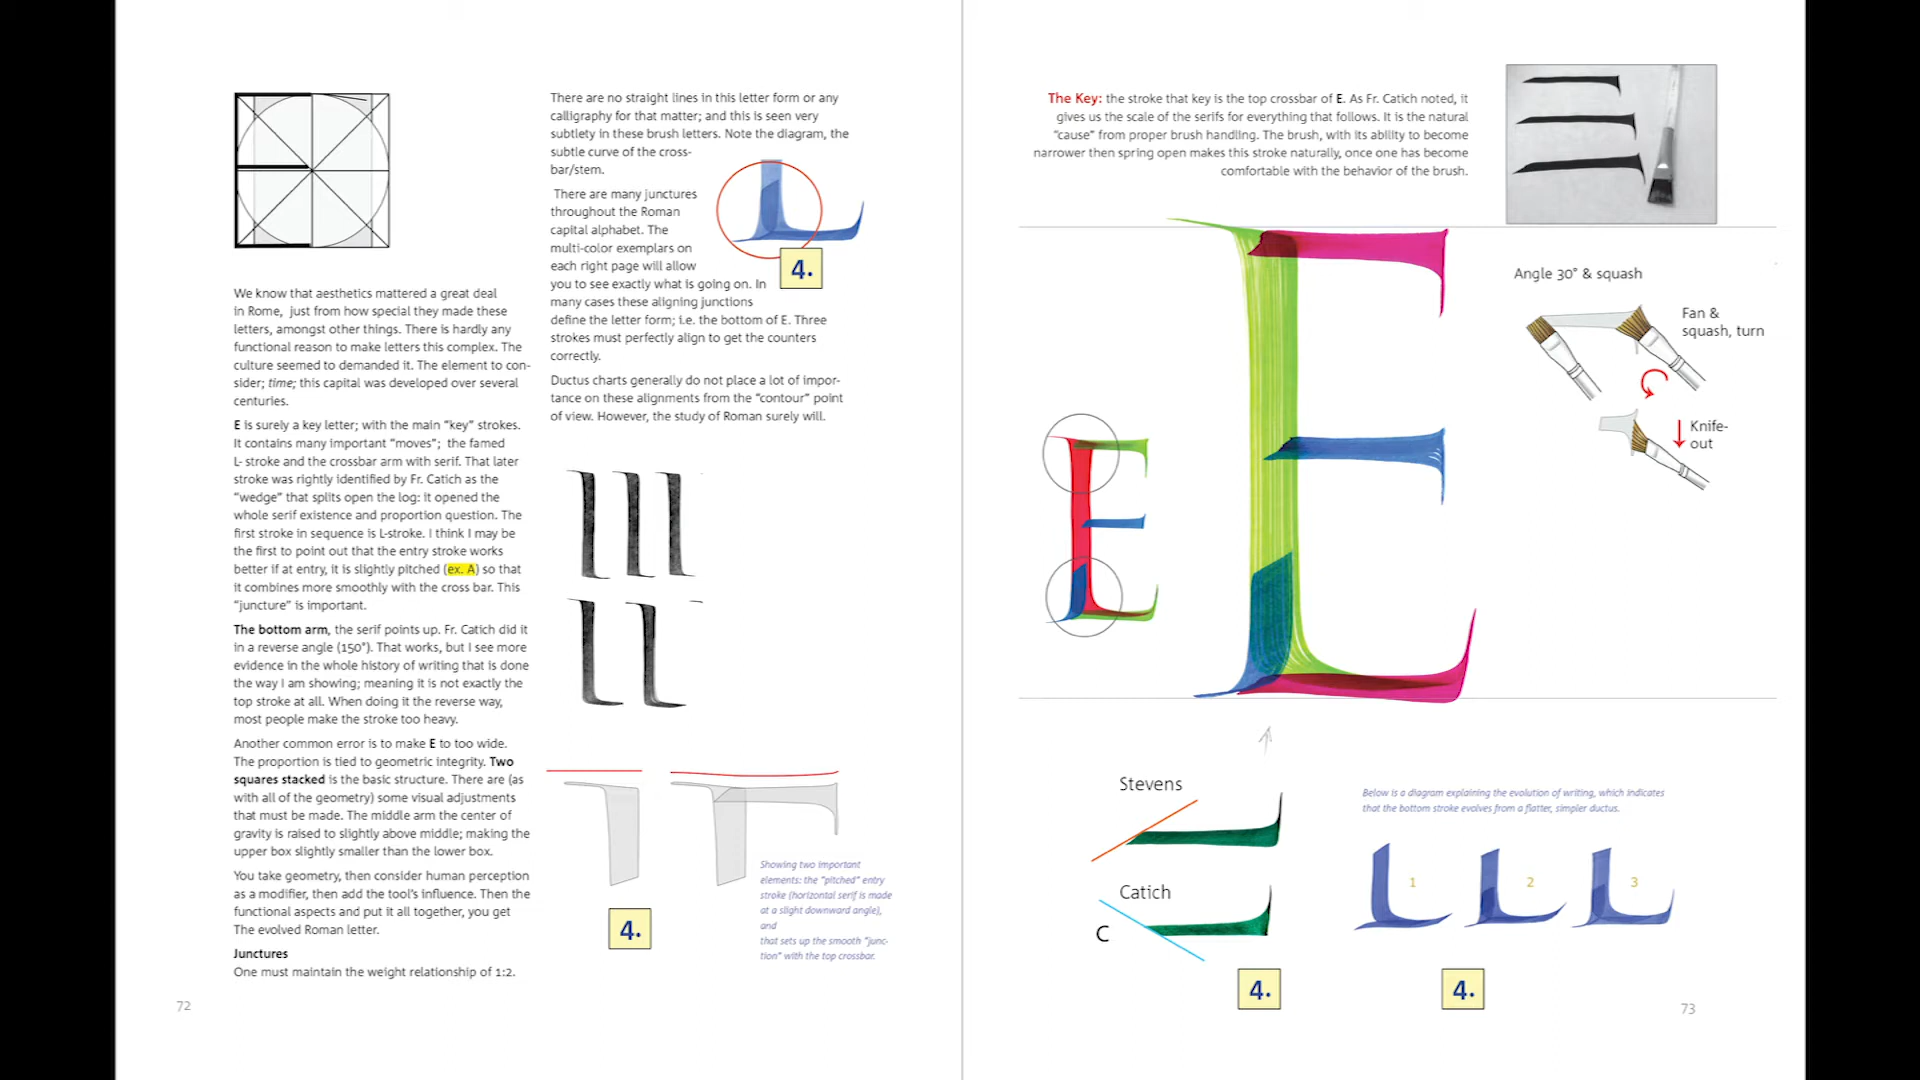 We know that aesthetics mattered a great deal
in Rome,  just from how special they made these
letters, amongst other things. There is hardly any
functional reason to make letters this complex. The
culture seemed to demanded it. The element to con-
sider; time; this capital was developed over several
centuries.
E is surely a key letter; with the main “key” strokes.
It contains many important “moves”;  the famed
L- stroke and the crossbar arm with serif. That later
stroke was rightly identified by Fr. Catich as the
“wedge” that splits open the log: it opened the
whole serif existence and proportion question. The
first stroke in sequence is L-stroke. I think I may be
the first to point out that the entry stroke works
better if at entry, it is slightly pitched (ex. A) so that
it combines more smoothly with the cross bar. This
“juncture” is important.
The bottom arm, the serif points up. Fr. Catich did it
in a reverse angle (150°). That works, but I see more
evidence in the whole history of writing that is done
the way I am showing; meaning it is not exactly the
top stroke at all. When doing it the reverse way,
most people make the stroke too heavy.
Another common error is to make E to too wide.
The proportion is tied to geometric integrity. Two
squares stacked is the basic structure. There are (as
with all of the geometry) some visual adjustments
that must be made. The middle arm the center of
gravity is raised to slightly above middle; making the
upper box slightly smaller than the lower box.
You take geometry, then consider human perception
as a modifier, then add the tool’s influence. Then the
functional aspects and put it all together, you get
The evolved Roman letter.
Junctures
One must maintain the weight relationship of 1:2.
72
There are no straight lines in this letter form or any
calligraphy for that matter; and this is seen very
subtlety in these brush letters. Note the diagram, the
subtle curve of the cross-
bar/stem.
There are many junctures
throughout the Roman
capital alphabet. The
multi-color exemplars on
each right page will allow
you to see exactly what is going on. In
many cases these aligning junctions
define the letter form; i.e. the bottom of E. Three
strokes must perfectly align to get the counters
correctly.
4.
Ductus charts generally do not place a lot of impor-
tance on these alignments from the “contour” point
of view. However, the study of Roman surely will.
Showing two important
elements: the “pitched” entry
stroke (horizontal serif is made
at a slight downward angle),
and
that sets up the smooth “junc-
tion” with the top crossbar.
4.
The Key: the stroke that key is the top crossbar of E. As Fr. Catich noted, it
gives us the scale of the serifs for everything that follows. It is the natural
“cause” from proper brush handling. The brush, with its ability to become
narrower then spring open makes this stroke naturally, once one has become
comfortable with the behavior of the brush.
Angle 30° & squash
Fan &
squash, turn
Knife-
out
E
E
Stevens
Catich
C
4.
Below is a diagram explaining the evolution of writing, which indicates
that the bottom stroke evolves from a flatter, simpler ductus.
1 2 3
4.
73